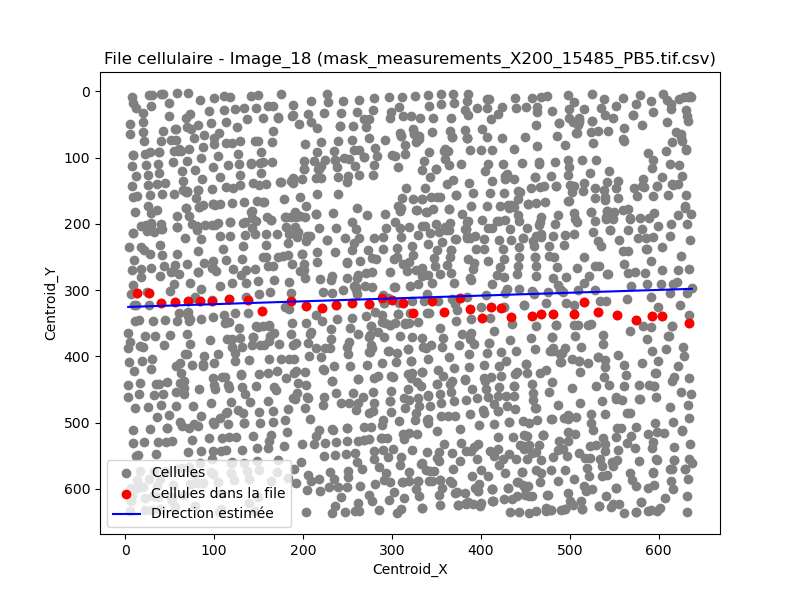 File cellulaire - Image_18 (mask_measurements_X200_15485_PB5.tif.csv)
0
100
200
300
400
500
600
Centroid_Y
Cellules
Cellules dans la file
Direction estimée
0 100 200 300 400 500 600
Centroid_X